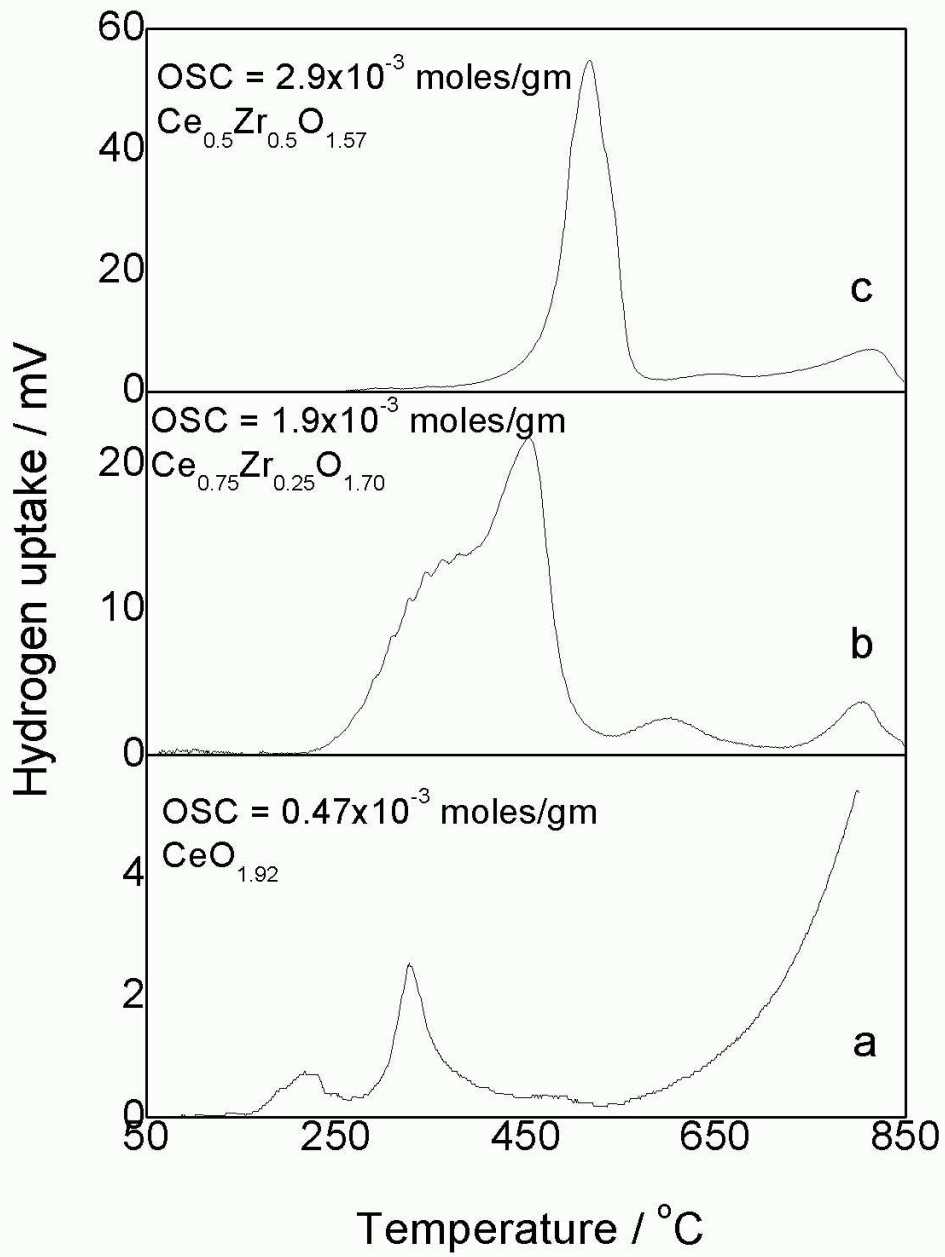 60
OSC = 2.9x10⁻³ moles/gm
Ce₀.₅Zr₀.₅O₁.₅₇
40
20
c
0
OSC = 1.9x10⁻³ moles/gm
Ce₀.₇₅Zr₀.₂₅O₁.₇₀
20
10
b
0
OSC = 0.47x10⁻³ moles/gm
CeO₁.₉₂
4
2
a
0
50 250 450 650 850
Hydrogen uptake / mV
Temperature / °C